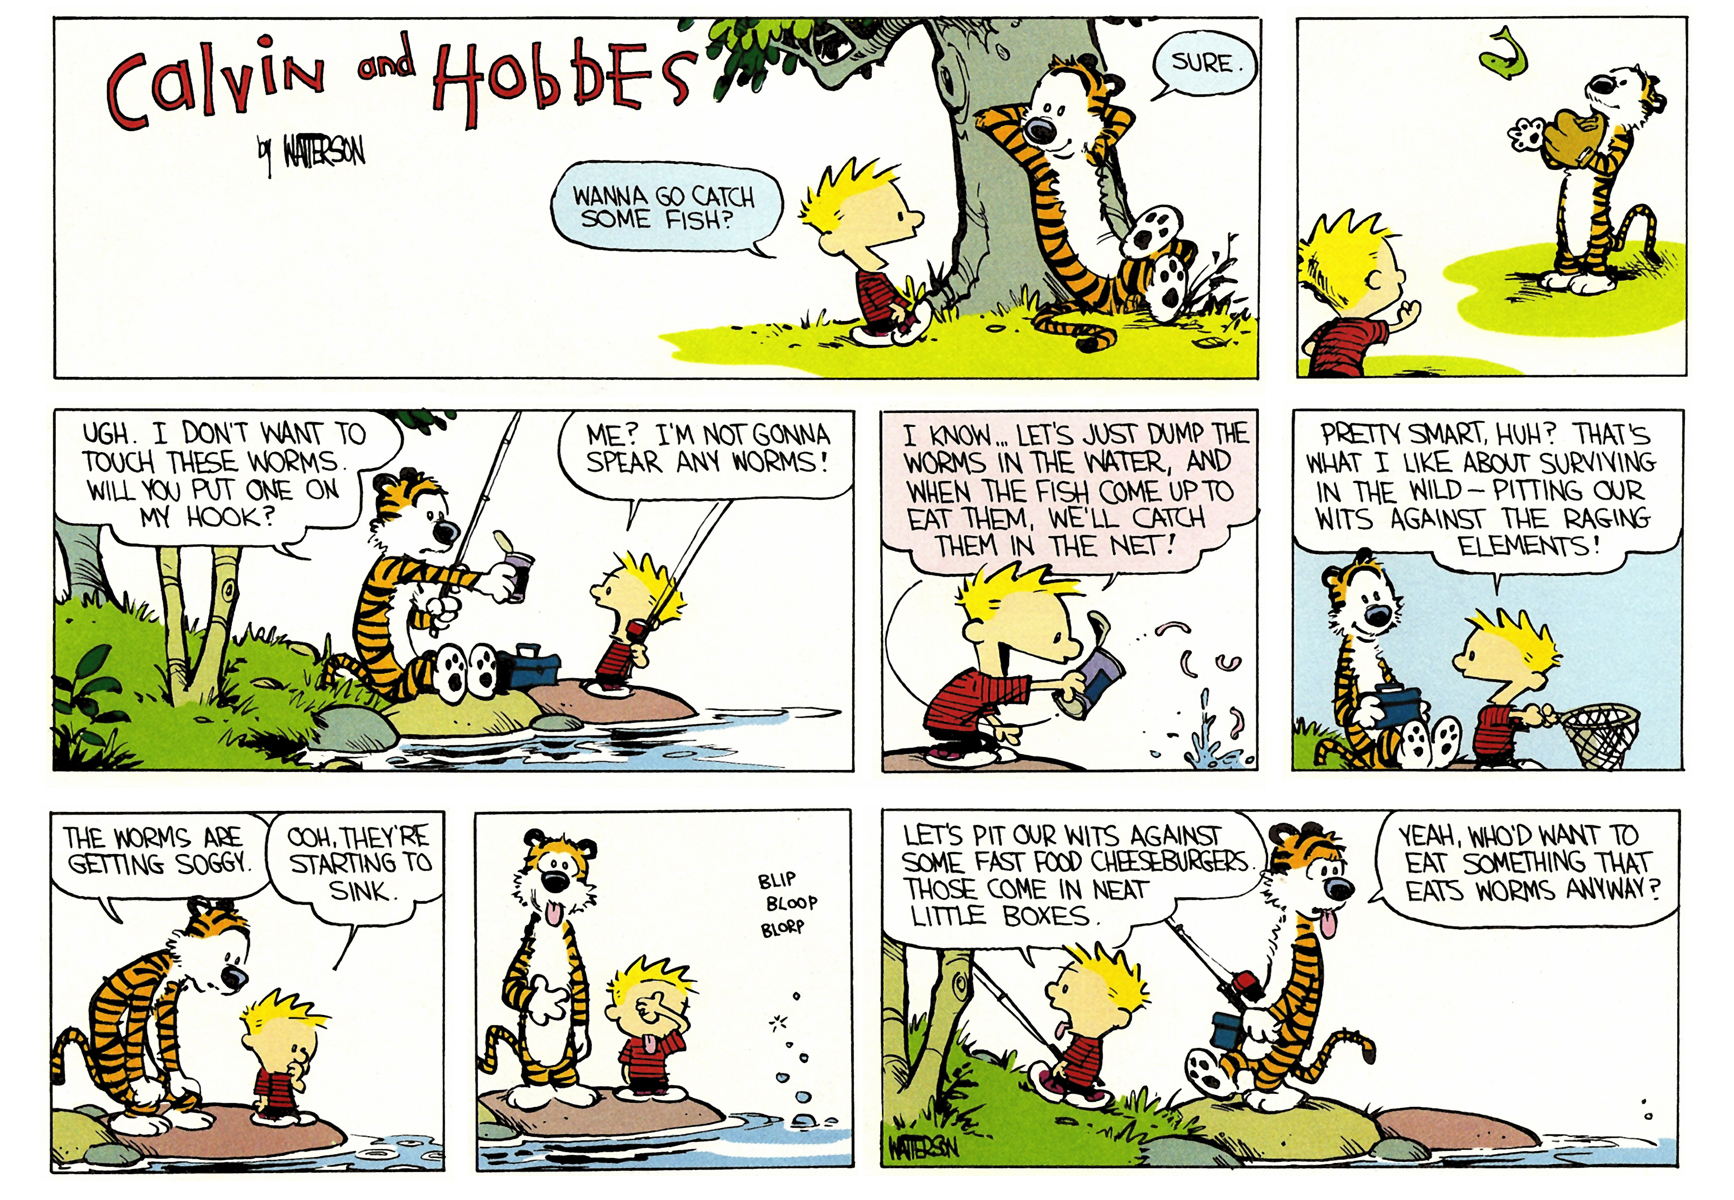 Calvin and HobbEs
by WATTERSON
WANNA GO CATCH
SOME FISH?
SURE.
UGH. I DON'T WANT TO
TOUCH THESE WORMS.
WILL YOU PUT ONE ON
MY HOOK?
ME? I'M NOT GONNA
SPEAR ANY WORMS!
I KNOW... LET'S JUST DUMP THE
WORMS IN THE WATER, AND
WHEN THE FISH COME UP TO
EAT THEM, WE'LL CATCH
THEM IN THE NET!
PRETTY SMART, HUH? THAT'S
WHAT I LIKE ABOUT SURVIVING
IN THE WILD — PITTING OUR
WITS AGAINST THE RAGING
ELEMENTS!
THE WORMS ARE
GETTING SOGGY.
OOH, THEY'RE
STARTING TO
SINK.
BLIP
BLOOP
BLORP
LET'S PIT OUR WITS AGAINST
SOME FAST FOOD CHEESEBURGERS.
THOSE COME IN NEAT
LITTLE BOXES.
YEAH, WHO'D WANT TO
EAT SOMETHING THAT
EATS WORMS ANYWAY?
WATTERSON